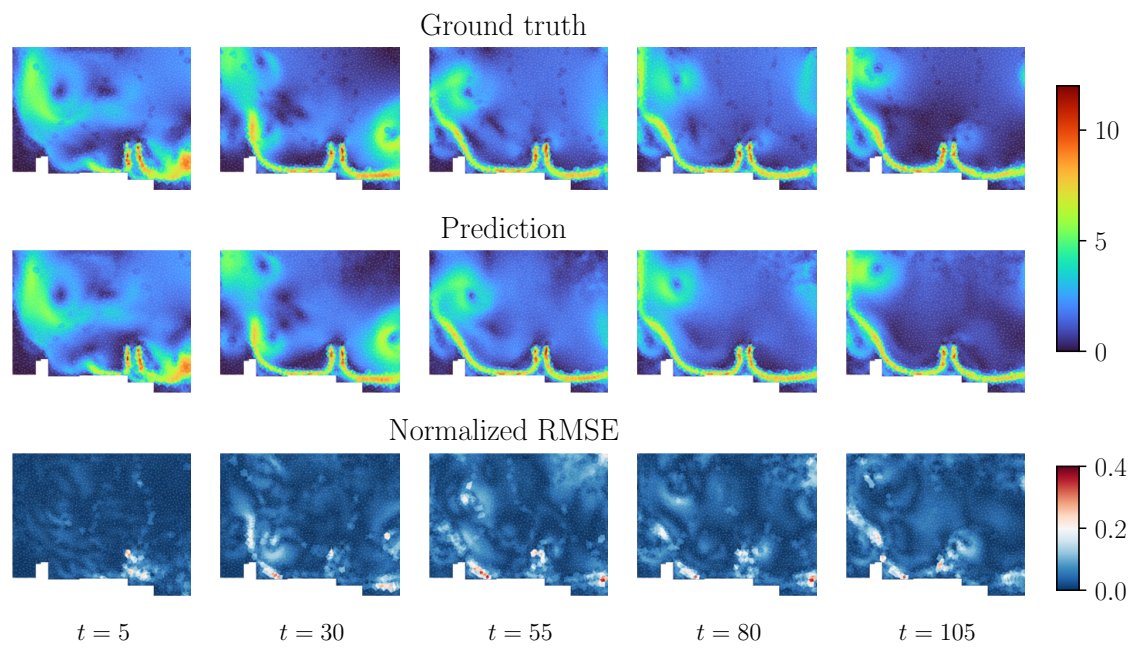 Ground truth
10
5
0
Prediction
Normalized RMSE
0.4
0.2
0.0
t = 5
t = 30
t = 55
t = 80
t = 105